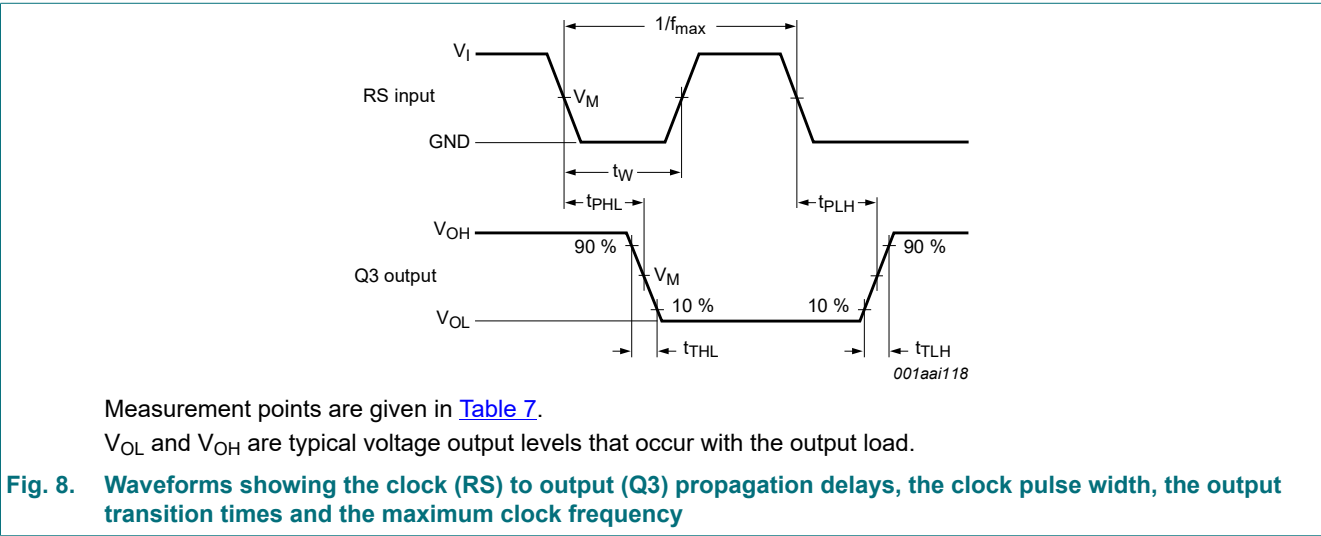 1/fmax
VI
RS input
VM
GND
tW
tPHL
tPLH
VOH
90 %
90 %
Q3 output
VM
10 %
10 %
VOL
tTHL
tTLH
001aai118
Measurement points are given in Table 7.
VOL and VOH are typical voltage output levels that occur with the output load.
Fig. 8. Waveforms showing the clock (RS) to output (Q3) propagation delays, the clock pulse width, the output
transition times and the maximum clock frequency